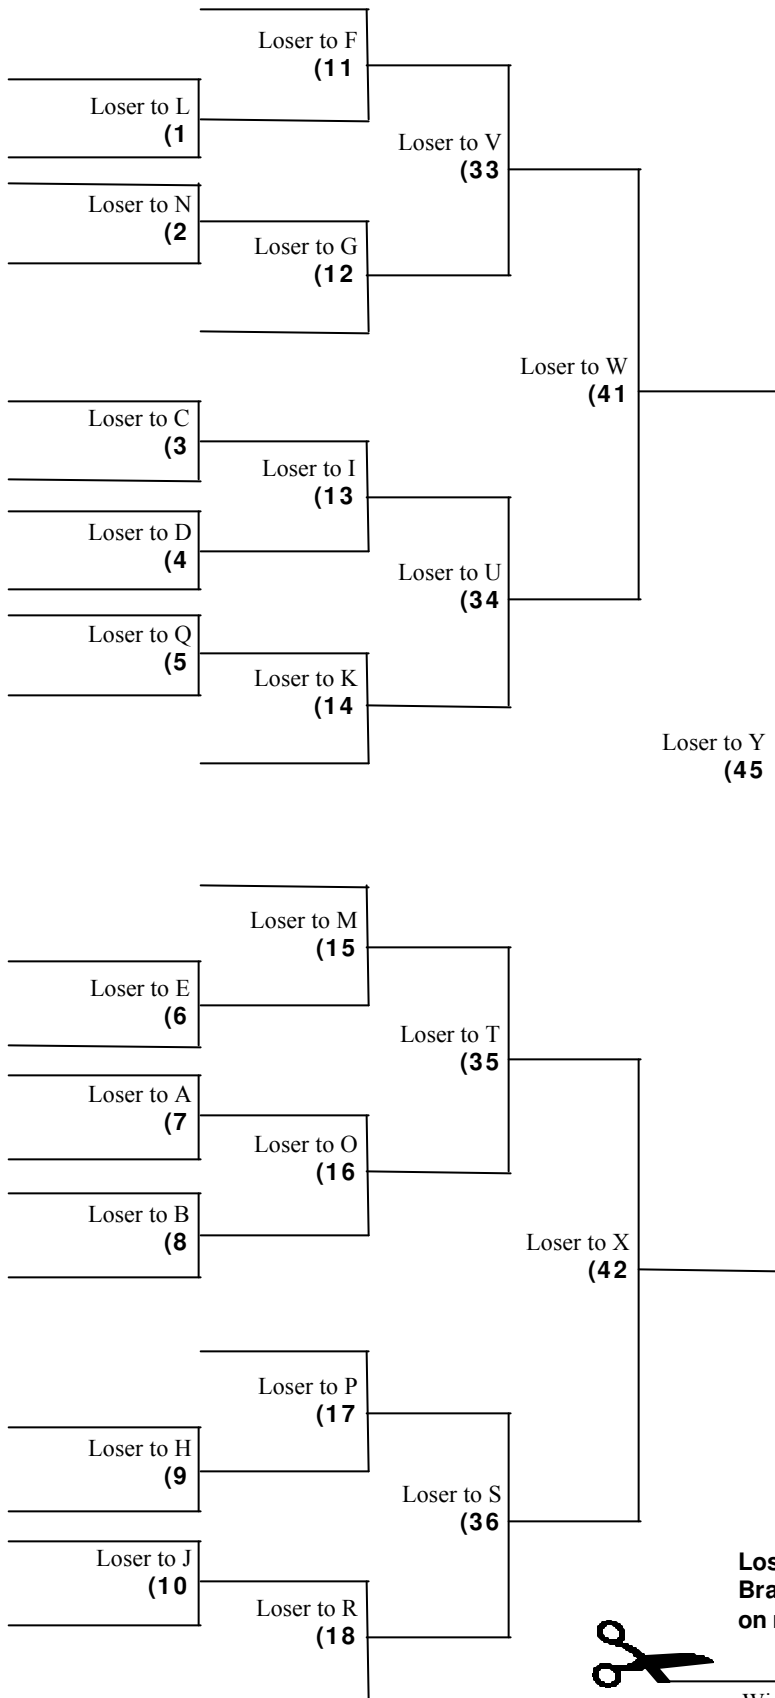 Loser to F
(11
Loser to L
(1
Loser to V
(33
Loser to N
(2
Loser to G
(12
Loser to W
(41
Loser to C
(3
Loser to I
(13
Loser to D
(4
Loser to U
(34
Loser to Q
(5
Loser to K
(14
Loser to Y
(45
Loser to M
(15
Loser to E
(6
Loser to T
(35
Loser to A
(7
Loser to O
(16
Loser to B
(8
Loser to X
(42
Loser to P
(17
Loser to H
(9
Loser to S
(36
Loser to J
(10
Loser to R
(18
Los
Bra
on